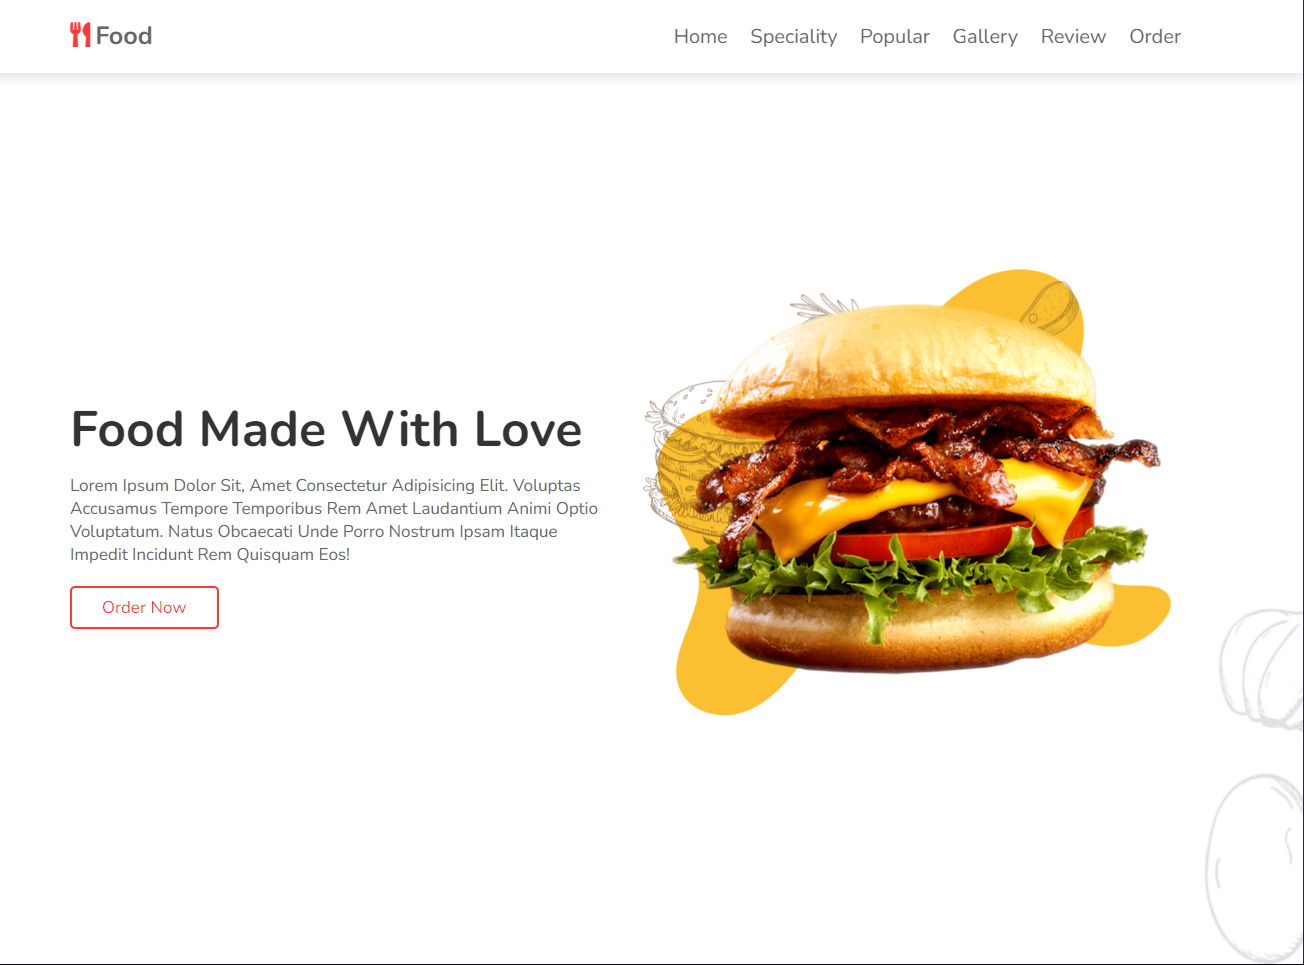 Food
Home Speciality Popular Gallery Review Order
Food Made With Love
Lorem Ipsum Dolor Sit, Amet Consectetur Adipisicing Elit. Voluptas
Accusamus Tempore Temporibus Rem Amet Laudantium Animi Optio
Voluptatum. Natus Obcaecati Unde Porro Nostrum Ipsam Itaque
Impedit Incidunt Rem Quisquam Eos!
Order Now